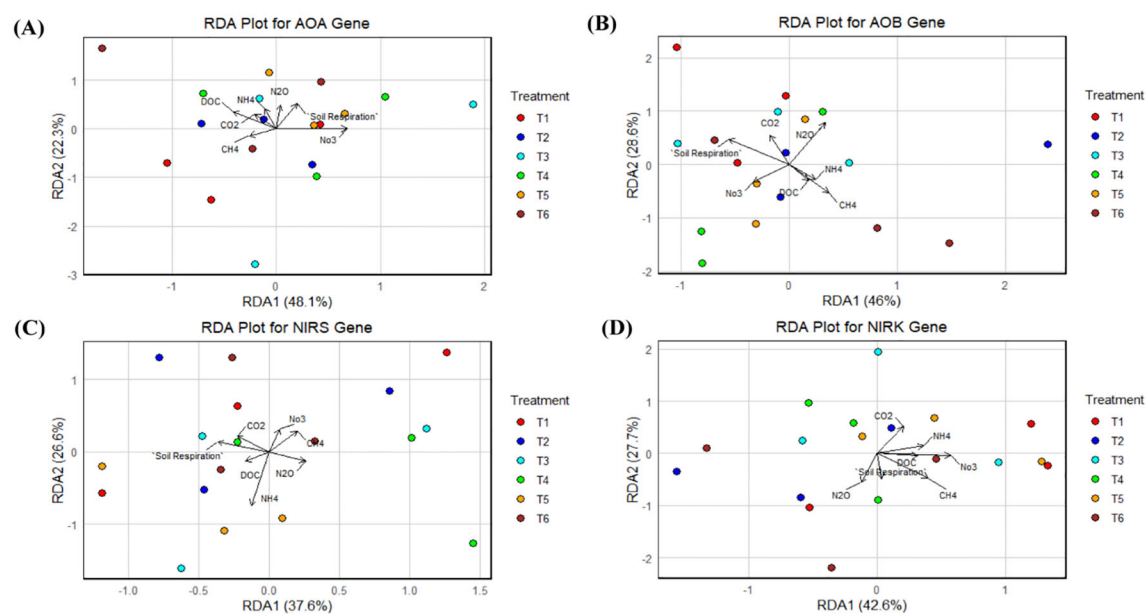 (A)
RDA Plot for AOA Gene
RDA2 (22.3%)
1
0
-1
-2
-3
DOC
NH4
N2O
`Soil Respiration`
CO2
CH4
No3
-1
0
1
2
RDA1 (48.1%)
Treatment
T1
T2
T3
T4
T5
T6
(B)
RDA Plot for AOB Gene
RDA2 (28.6%)
2
1
0
-1
-2
CO2
N2O
`Soil Respiration`
NH4
No3
DOC
CH4
-1
0
1
2
RDA1 (46%)
Treatment
T1
T2
T3
T4
T5
T6
(C)
RDA Plot for NIRS Gene
RDA2 (26.6%)
1
0
-1
CO2
No3
CH4
`Soil Respiration`
DOC
N2O
NH4
-1.0
-0.5
0.0
0.5
1.0
1.5
RDA1 (37.6%)
Treatment
T1
T2
T3
T4
T5
T6
(D)
RDA Plot for NIRK Gene
RDA2 (27.7%)
2
1
0
-1
-2
CO2
NH4
DOC
No3
`Soil Respiration`
N2O
CH4
-1
0
1
RDA1 (42.6%)
Treatment
T1
T2
T3
T4
T5
T6